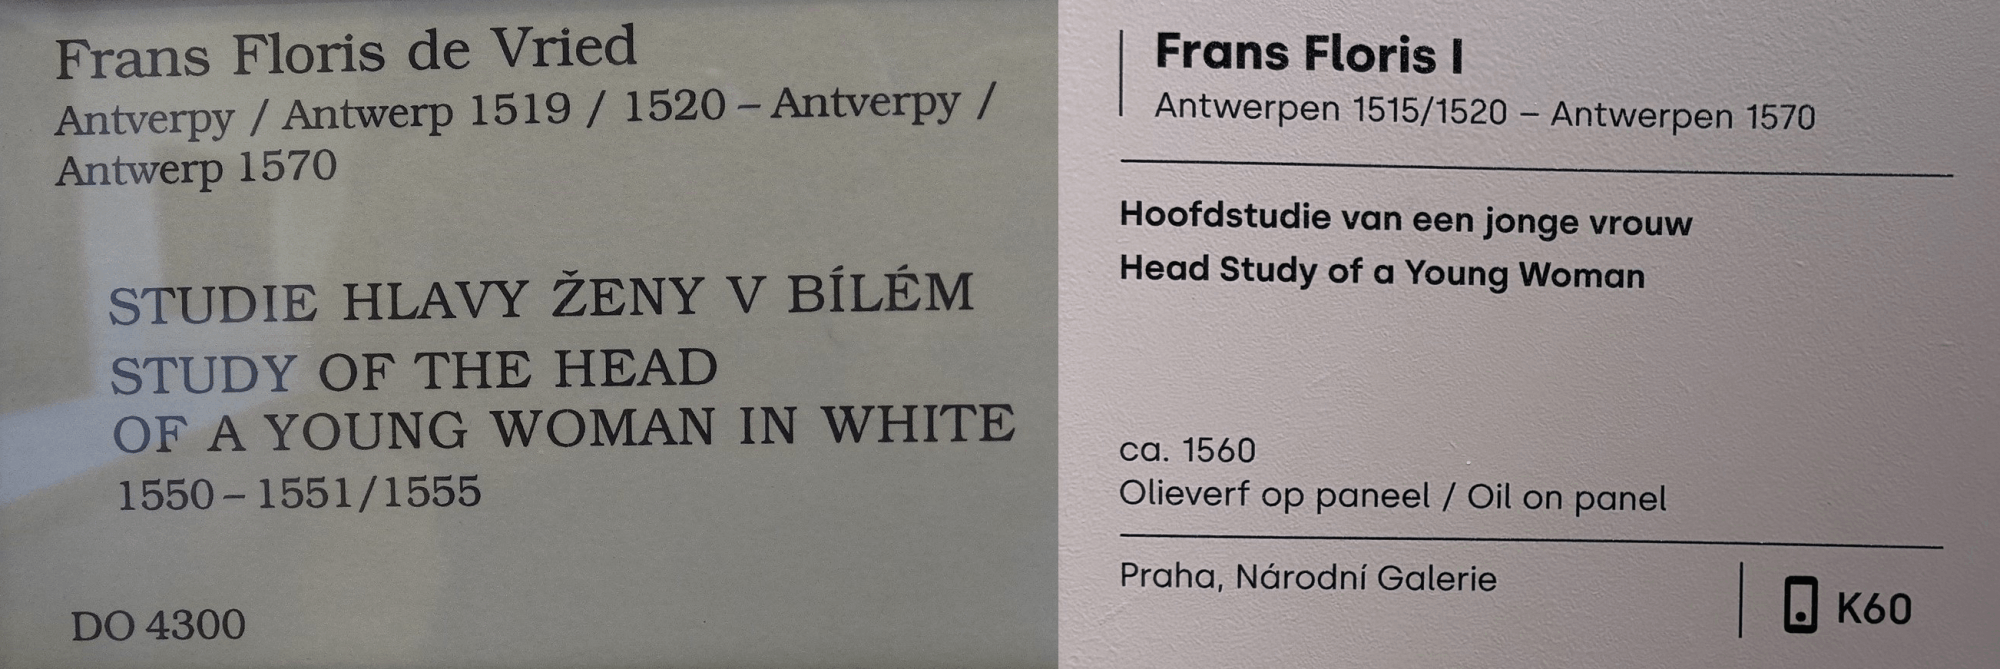 Frans Floris de Vried
Antverpy / Antwerp 1519 / 1520 – Antverpy /
Antwerp 1570
STUDIE HLAVY ŽENY V BÍLÉM
STUDY OF THE HEAD
OF A YOUNG WOMAN IN WHITE
1550 – 1551/1555
DO 4300
Frans Floris I
Antwerpen 1515/1520 – Antwerpen 1570
Hoofdstudie van een jonge vrouw
Head Study of a Young Woman
ca. 1560
Olieverf op paneel / Oil on panel
Praha, Národní Galerie
K60